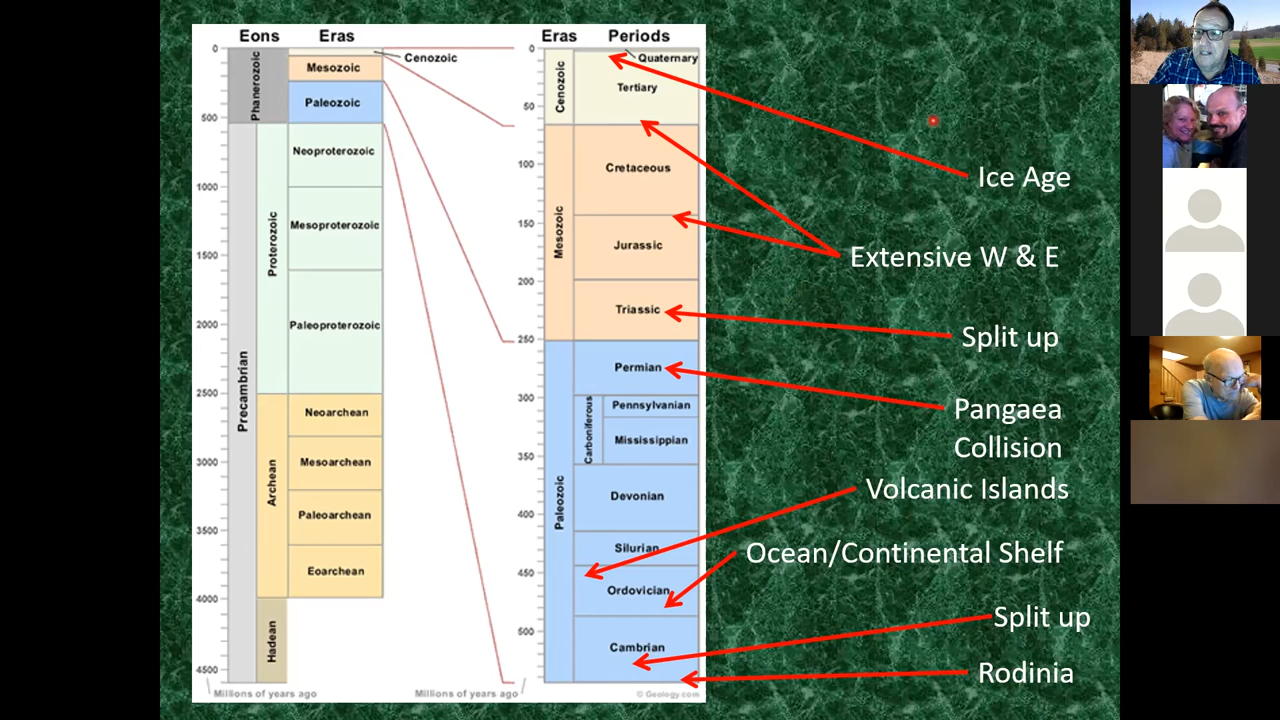 Eons Eras
Eras Periods
0
500
1000
1500
2000
2500
3000
3500
4000
4500
Phanerozoic
Precambrian
Proterozoic
Archean
Hadean
Cenozoic
Mesozoic
Paleozoic
Neoproterozoic
Mesoproterozoic
Paleoproterozoic
Neoarchean
Mesoarchean
Paleoarchean
Eoarchean
Millions of years ago
0
50
100
150
200
250
300
350
400
450
500
Cenozoic
Mesozoic
Paleozoic
Quaternary
Tertiary
Cretaceous
Jurassic
Triassic
Permian
Carboniferous
Pennsylvanian
Mississippian
Devonian
Silurian
Ordovician
Cambrian
Millions of years ago
© Geology.com
Ice Age
Extensive W & E
Split up
Pangaea
Collision
Volcanic Islands
Ocean/Continental Shelf
Split up
Rodinia